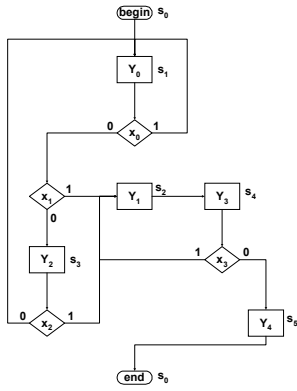 begin s₀
Y₀ s₁
0 x₀ 1
x₁ 1 Y₁ s₂ Y₃ s₄
0
Y₂ s₃ 1 x₃ 0
0 x₂ 1 Y₄ s₅
end s₀